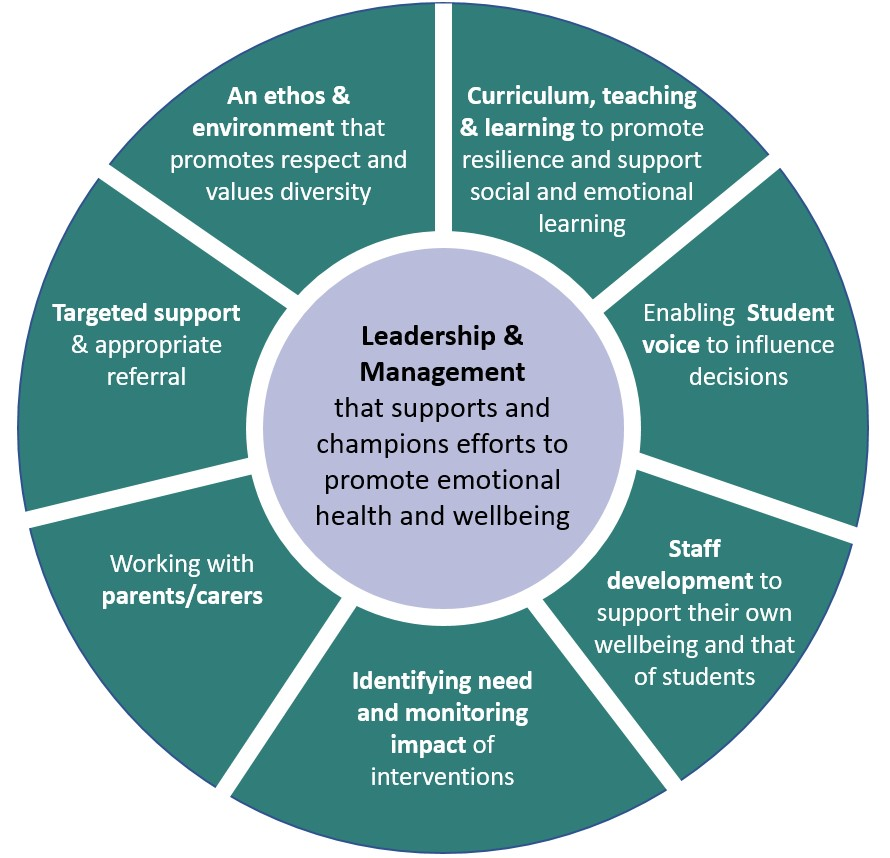 An ethos &
environment that
promotes respect and
values diversity
Curriculum, teaching
& learning to promote
resilience and support
social and emotional
learning
Enabling Student
voice to influence
decisions
Staff
development to
support their own
wellbeing and that
of students
Identifying need
and monitoring
impact of
interventions
Working with
parents/carers
Targeted support
& appropriate
referral
Leadership &
Management
that supports and
champions efforts to
promote emotional
health and wellbeing